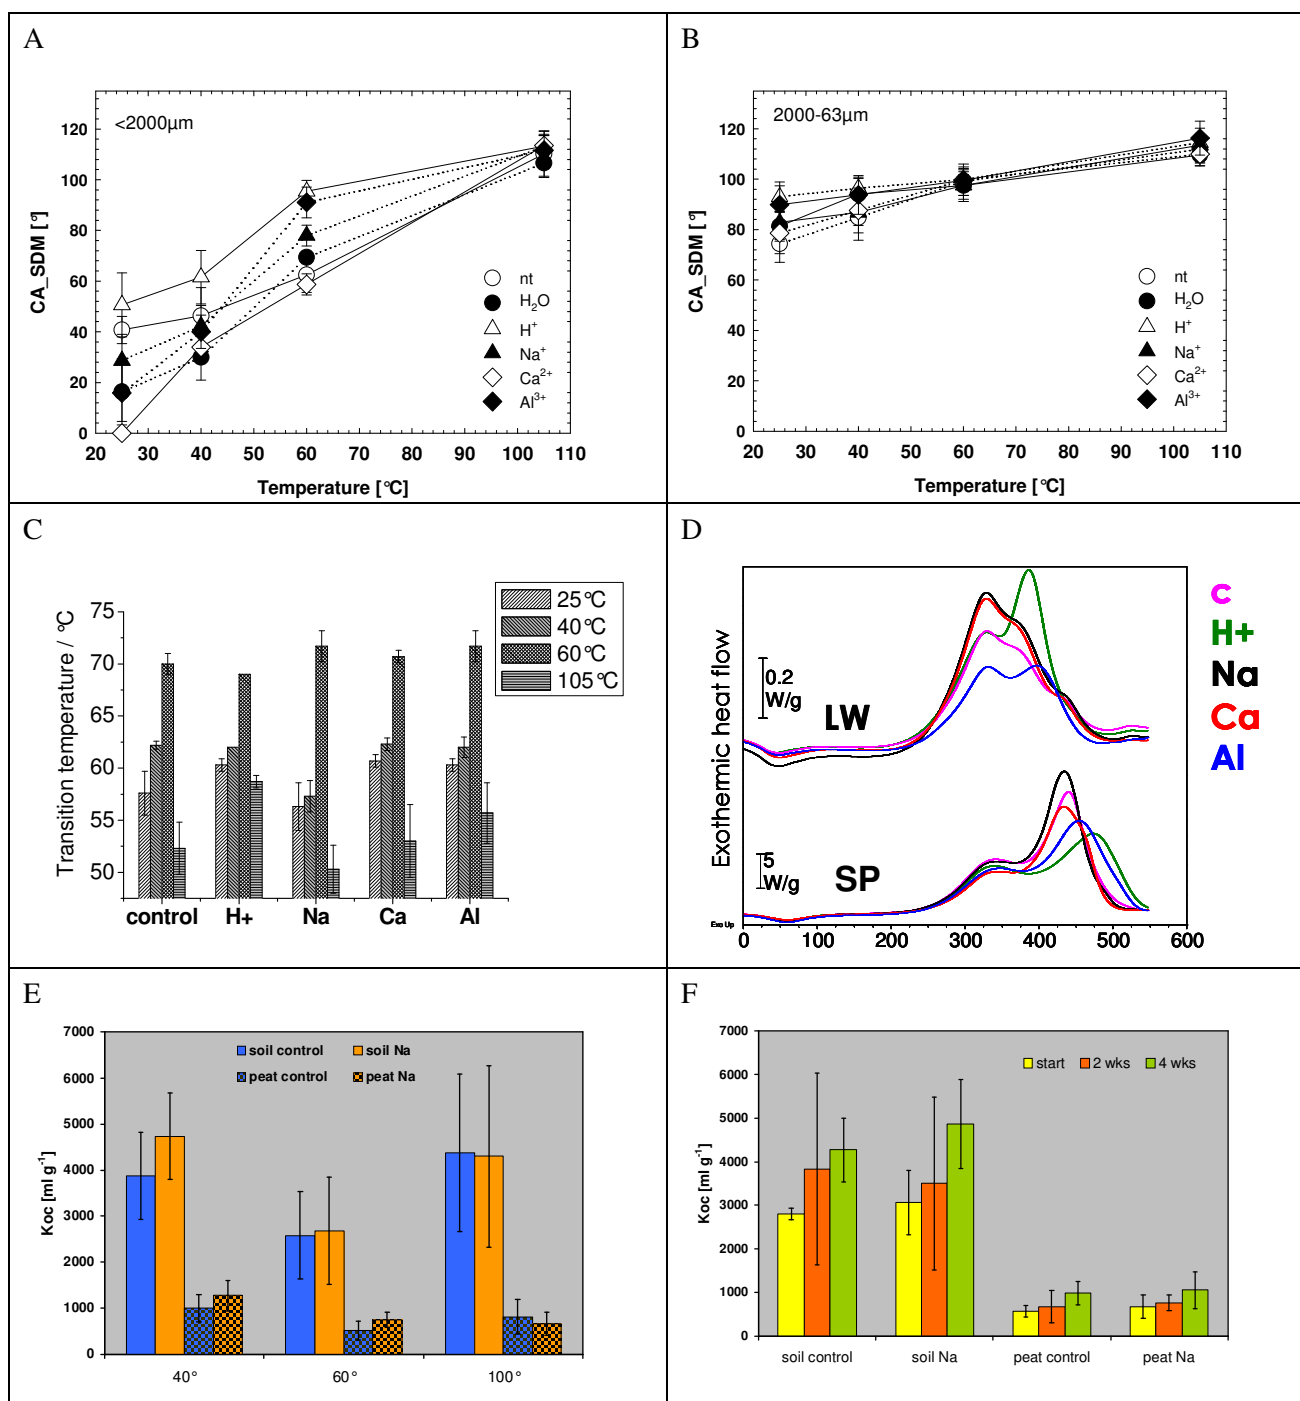 A
<2000µm
CA_SDM [°]
120
100
80
60
40
20
0
20 30 40 50 60 70 80 90 100 110
Temperature [°C]
nt
H₂O
H⁺
Na⁺
Ca²⁺
Al³⁺
B
2000-63µm
CA_SDM [°]
120
100
80
60
40
20
0
20 30 40 50 60 70 80 90 100 110
Temperature [°C]
nt
H₂O
H⁺
Na⁺
Ca²⁺
Al³⁺
C
Transition temperature / °C
75
70
65
60
55
50
control H+ Na Ca Al
25°C
40°C
60°C
105°C
D
Exothermic heat flow
0.2
W/g
LW
5
W/g
SP
Exo Up
0 100 200 300 400 500 600
c
H+
Na
Ca
Al
E
Koc [ml g⁻¹]
7000
6000
5000
4000
3000
2000
1000
0
soil control soil Na
peat control peat Na
40° 60° 100°
F
Koc [ml g⁻¹]
7000
6000
5000
4000
3000
2000
1000
0
start 2 wks 4 wks
soil control soil Na peat control peat Na